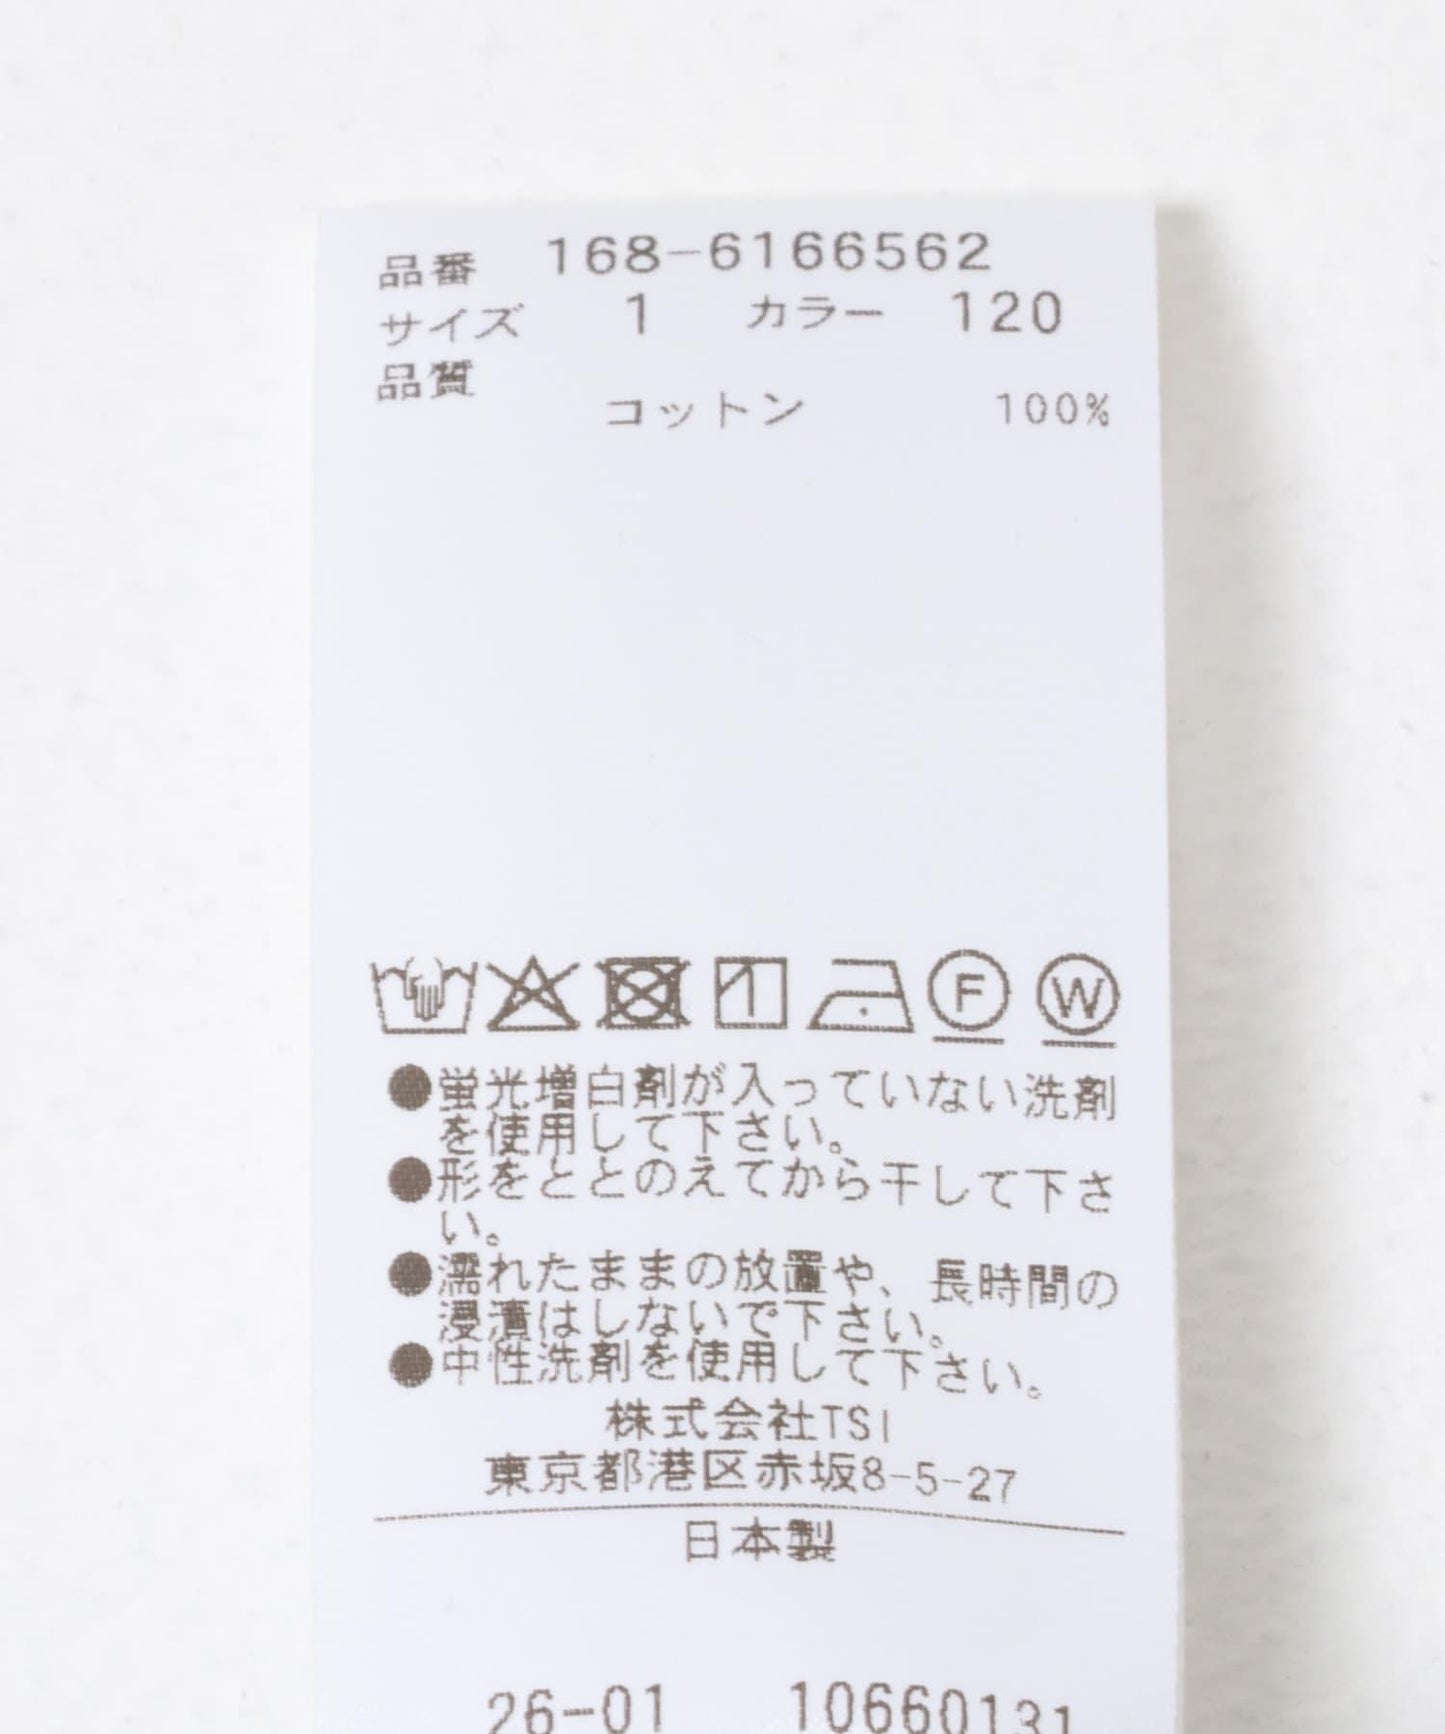 品番 168-6166562
サイズ 1 カラー 120
品質
コットン 100%
F W
●蛍光増白剤が入っていない洗剤
を使用して下さい。
●形をととのえてから干して下さ
い。
●濡れたままの放置や、長時間の
浸漬はしないで下さい。
●中性洗剤を使用して下さい。
株式会社TSI
東京都港区赤坂8-5-27
日本製
26-01 10660131